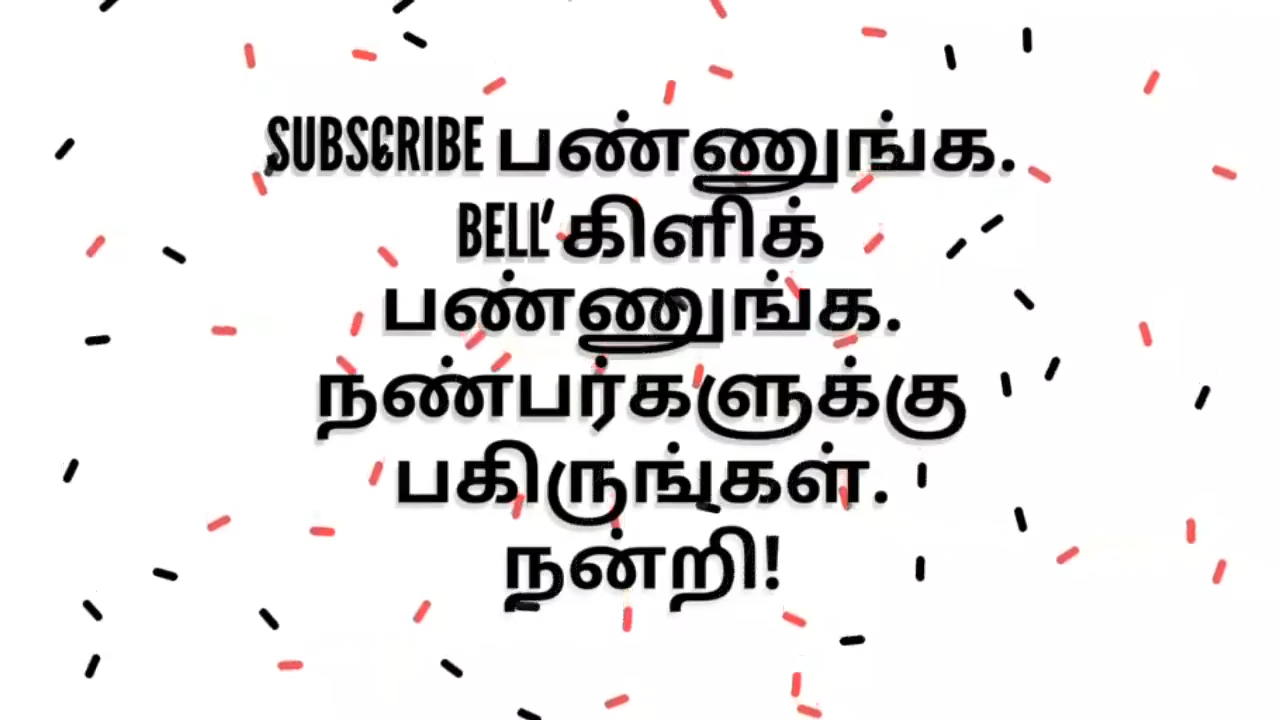 SUBSCRIBE பண்ணுங்க.
BELL' கிளிக்
பண்ணுங்க.
நண்பர்களுக்கு
பகிருங்கள்.
நன்றி!